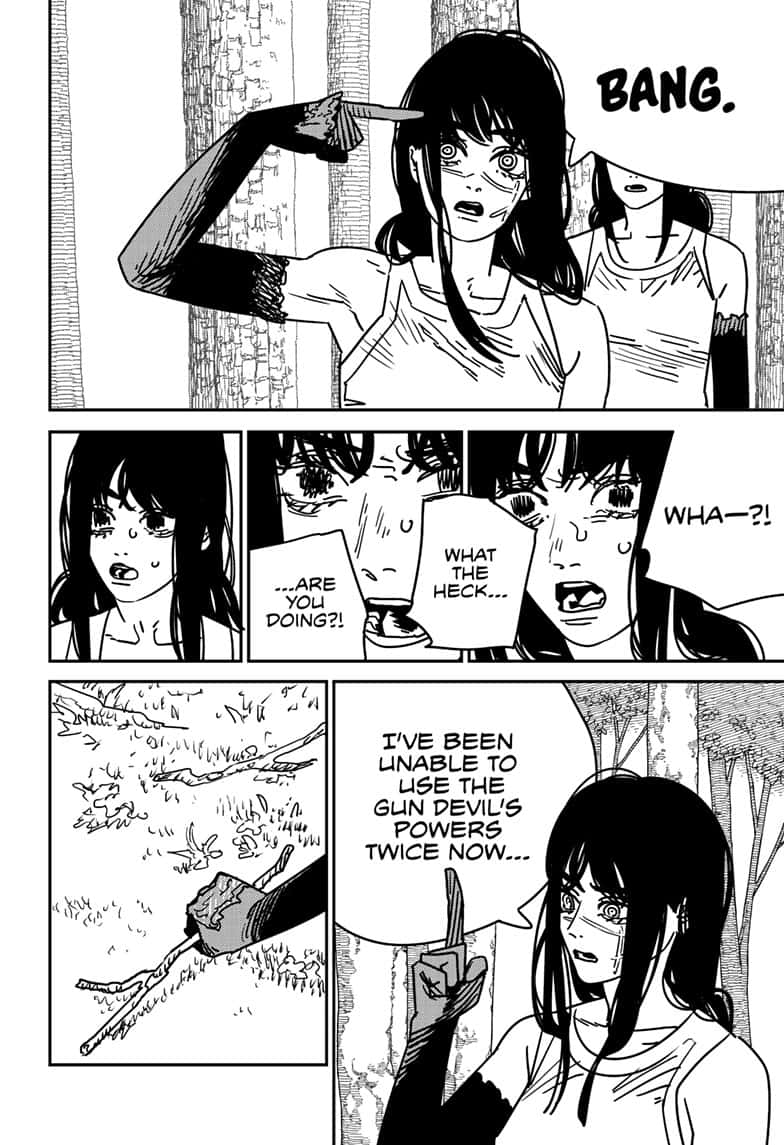 BANG.
WHA—?!
WHAT
THE
HECK...
...ARE
YOU
DOING?!
I'VE BEEN
UNABLE TO
USE THE
GUN DEVIL'S
POWERS
TWICE NOW...